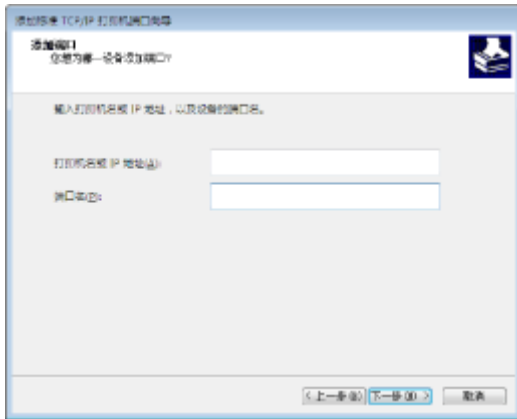 添加标准 TCP/IP 打印机端口向导
添加端口
您想为哪一设备添加端口?
输入打印机名或 IP 地址，以及设备的端口名。
打印机名或 IP 地址(A):
端口名(P):
< 上一步(B)
下一步(N) >
取消